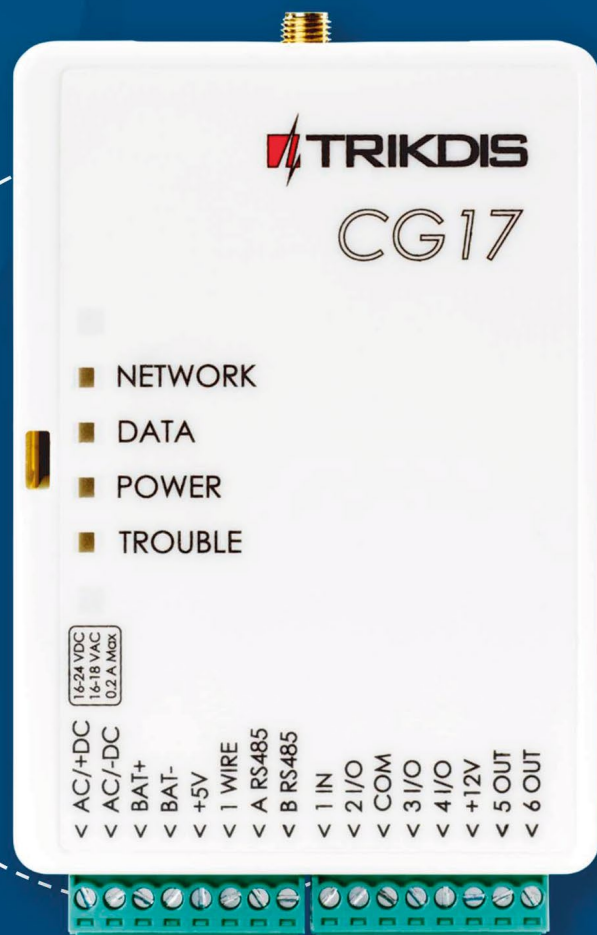 TRIKDIS
CG17
NETWORK
DATA
POWER
TROUBLE
16-24 VDC
16-18 VAC
0.2 A Max
< AC/+DC
< AC/-DC
< BAT+
< BAT-
< +5V
< 1 WIRE
< A RS485
< B RS485
< 1 IN
< 2 I/O
< COM
< 3 I/O
< 4 I/O
< +12V
< 5 OUT
< 6 OUT